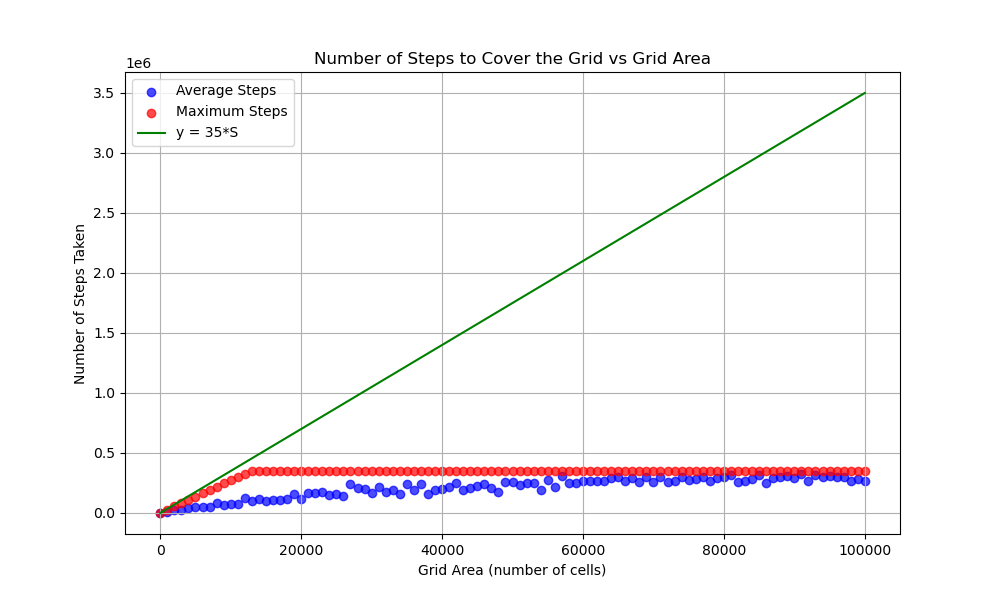 Number of Steps to Cover the Grid vs Grid Area
1e6
Average Steps
Maximum Steps
y = 35*S
3.5
3.0
2.5
2.0
1.5
1.0
0.5
0.0
Number of Steps Taken
0 20000 40000 60000 80000 100000
Grid Area (number of cells)